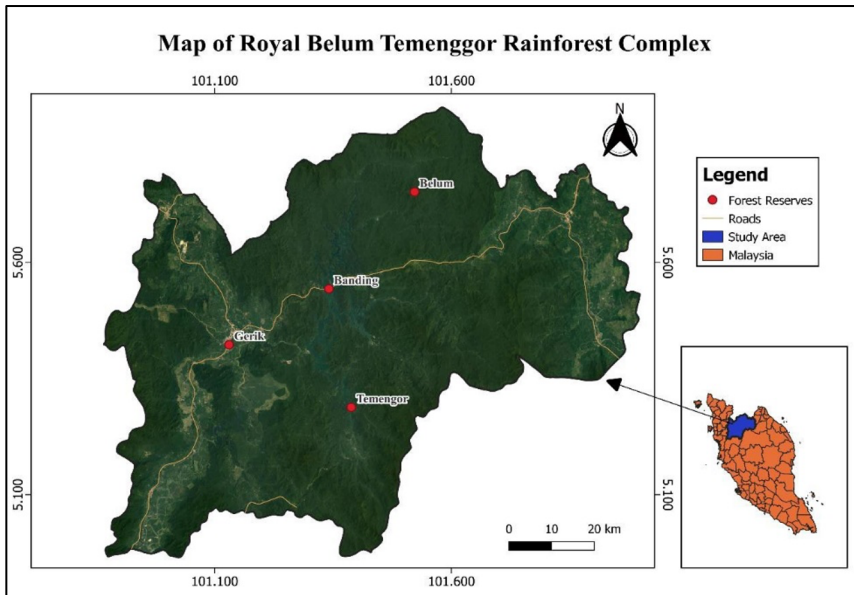 Map of Royal Belum Temenggor Rainforest Complex
101.100
101.600
N
Belum
5.600
5.600
Banding
Gerik
Temengor
5.100
5.100
0 10 20 km
101.100
101.600
Legend
Forest Reserves
Roads
Study Area
Malaysia